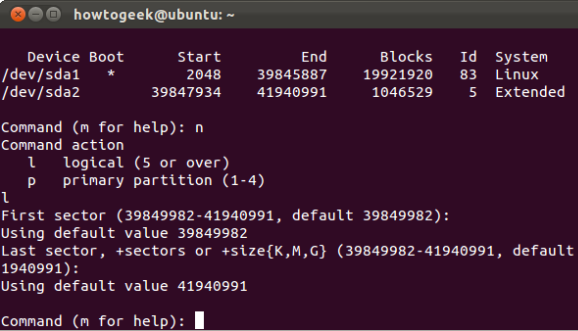 howtogeek@ubuntu: ~
Device Boot Start End Blocks Id System
/dev/sda1 * 2048 39845887 19921920 83 Linux
/dev/sda2 39847934 41940991 1046529 5 Extended
Command (m for help): n
Command action
l logical (5 or over)
p primary partition (1-4)
l
First sector (39849982-41940991, default 39849982):
Using default value 39849982
Last sector, +sectors or +size{K,M,G} (39849982-41940991, default
1940991):
Using default value 41940991
Command (m for help):